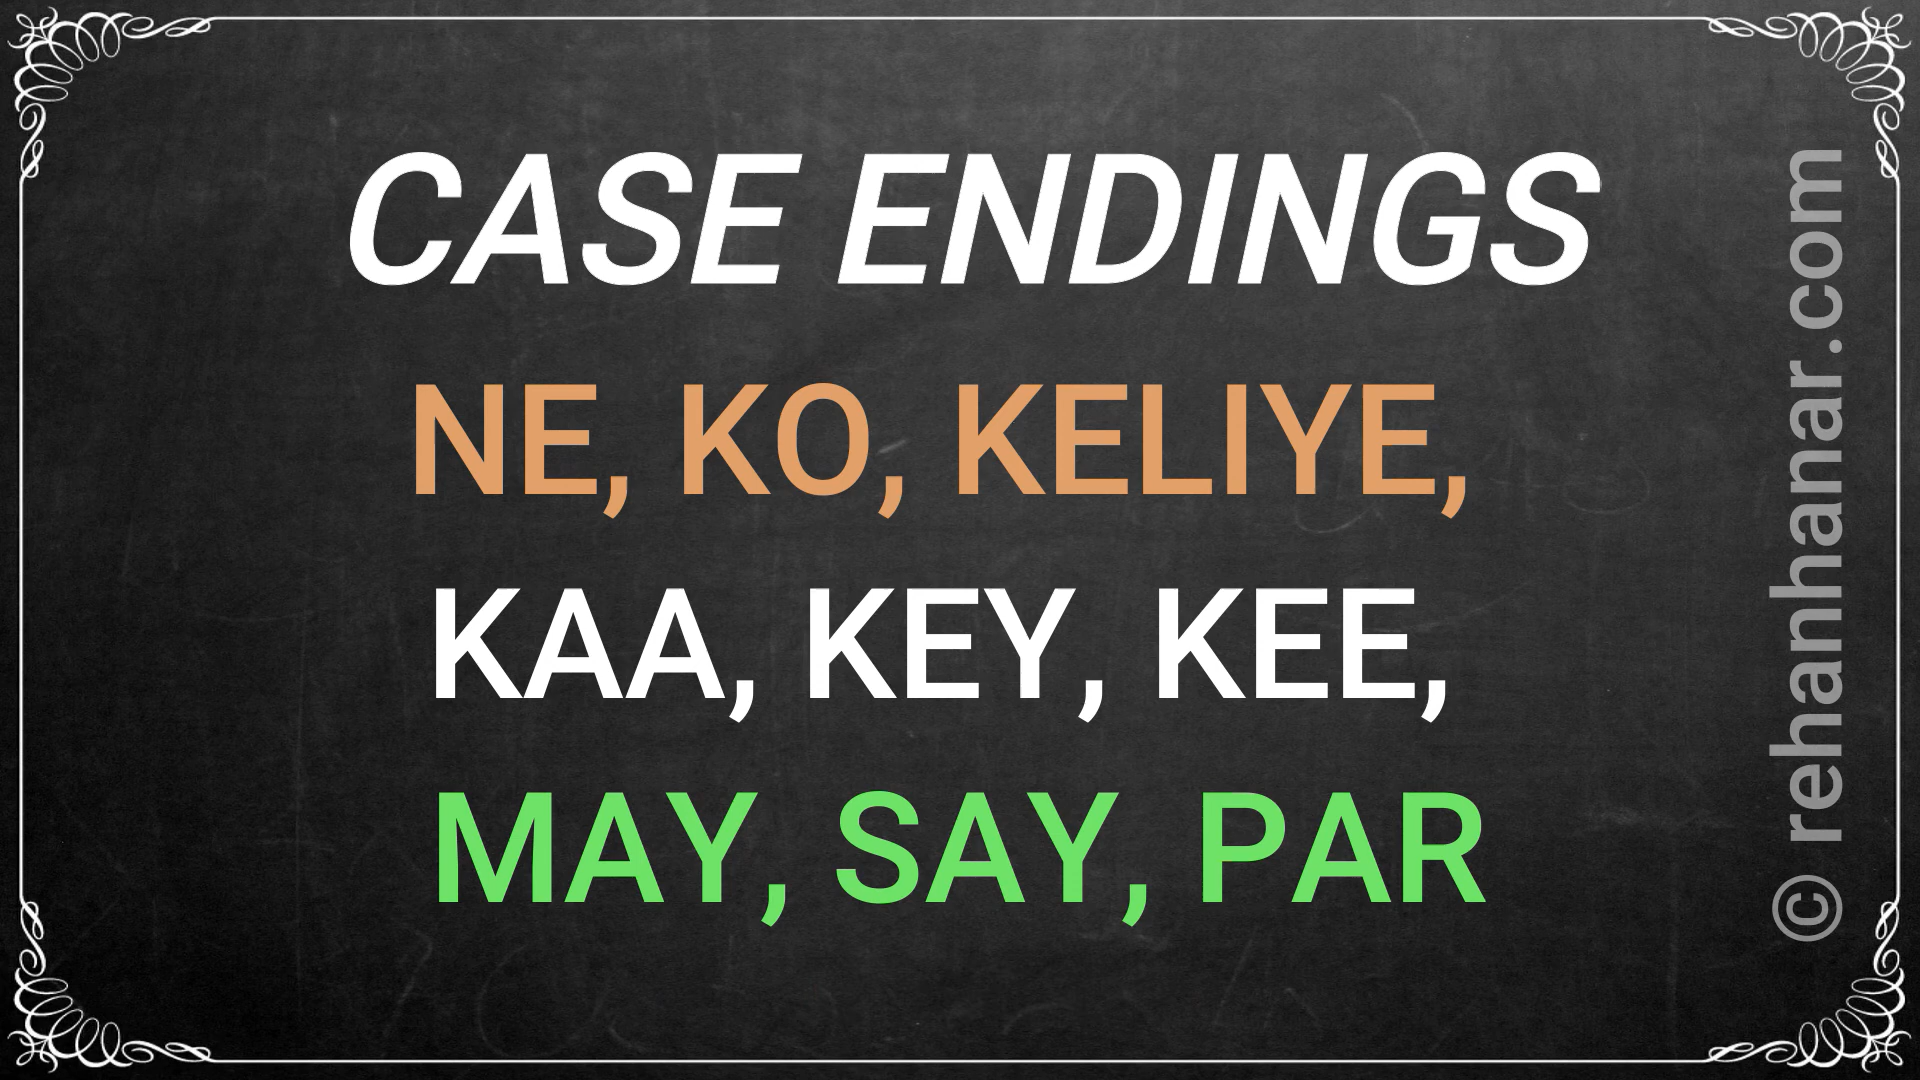 CASE ENDINGS
NE, KO, KELIYE,
KAA, KEY, KEE,
MAY, SAY, PAR
© rehanhanar.com